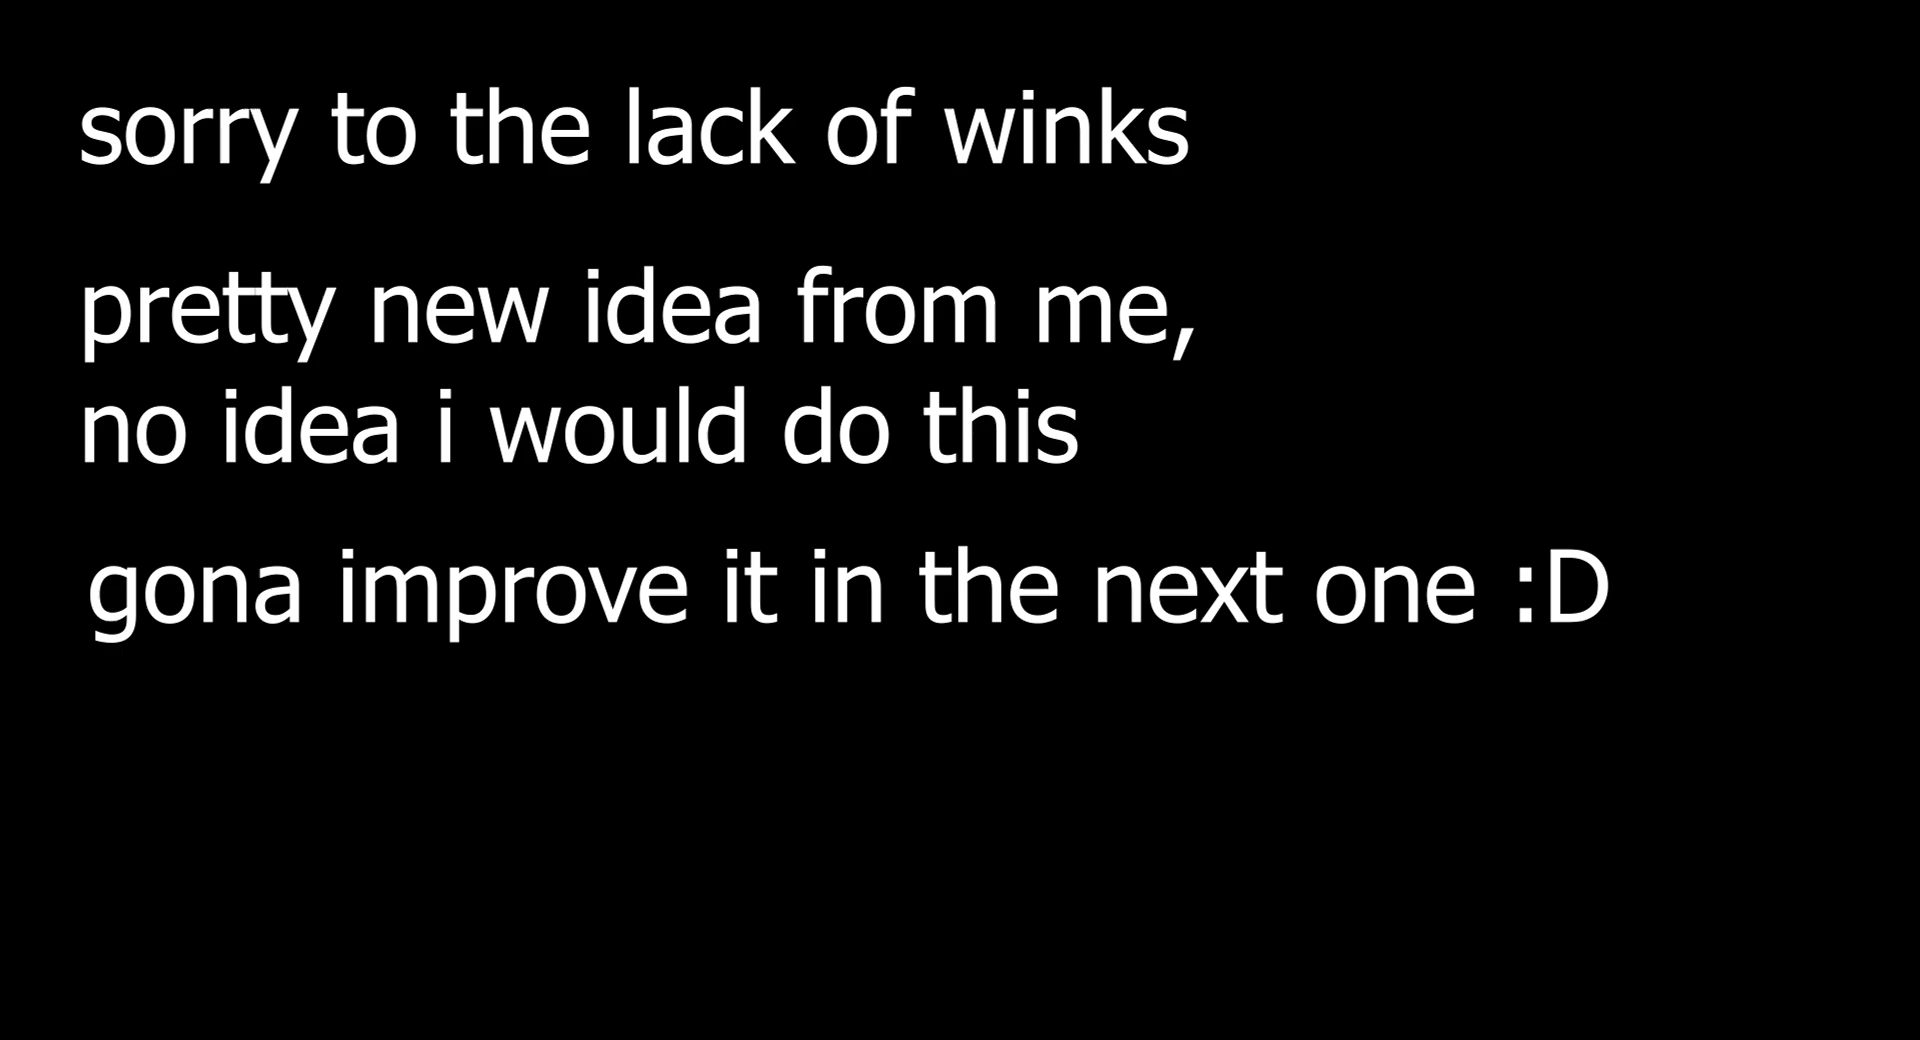 sorry to the lack of winks
pretty new idea from me,
no idea i would do this
gona improve it in the next one :D